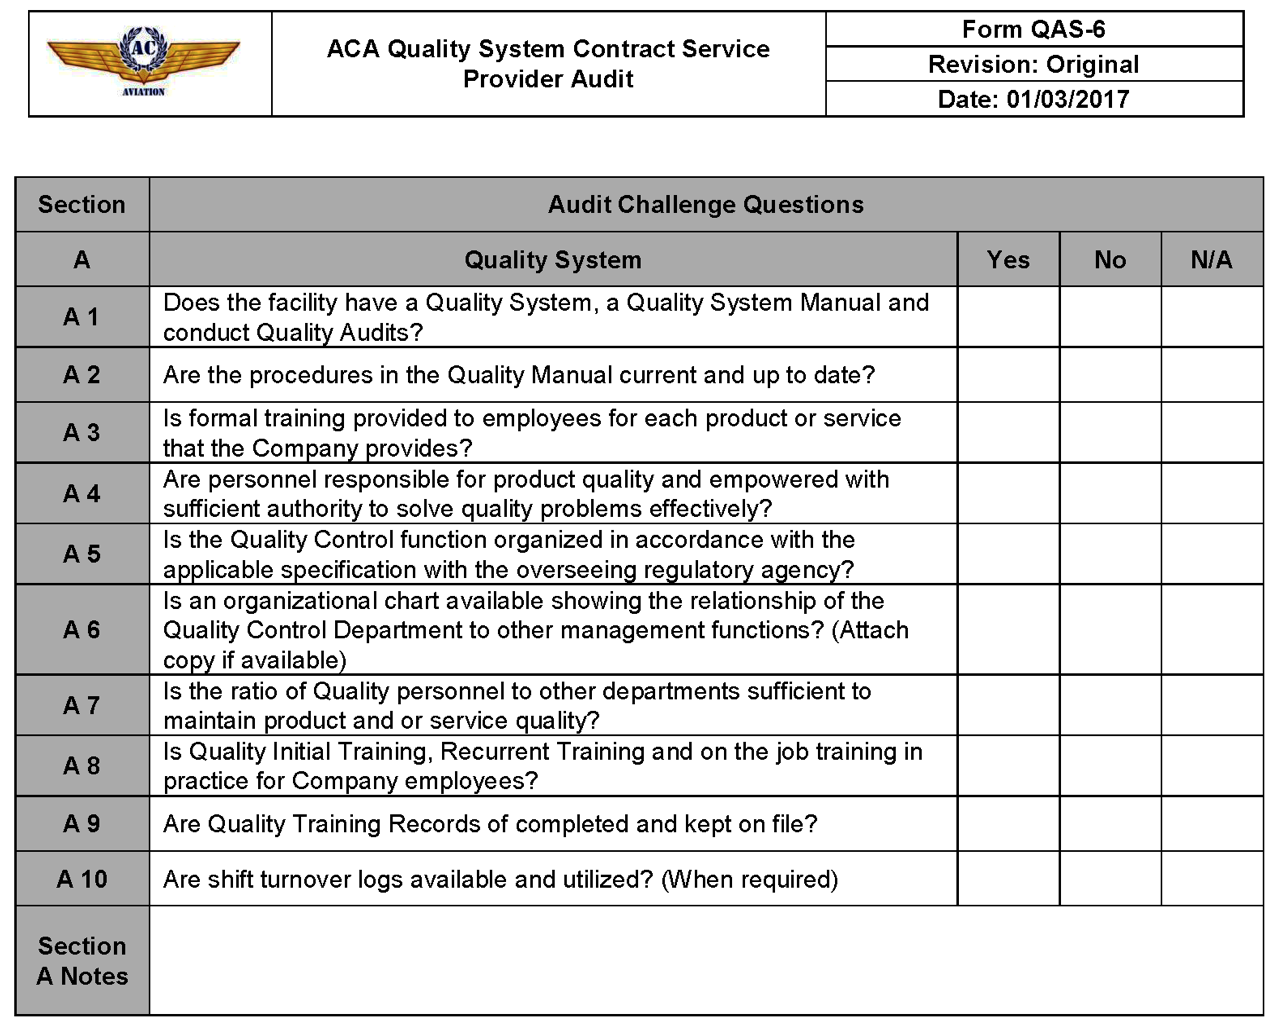 AC
AVIATION
ACA Quality System Contract Service
Provider Audit
Form QAS-6
Revision: Original
Date: 01/03/2017
Section
Audit Challenge Questions
A
Quality System
Yes
No
N/A
A 1
Does the facility have a Quality System, a Quality System Manual and
conduct Quality Audits?
A 2
Are the procedures in the Quality Manual current and up to date?
A 3
Is formal training provided to employees for each product or service
that the Company provides?
A 4
Are personnel responsible for product quality and empowered with
sufficient authority to solve quality problems effectively?
A 5
Is the Quality Control function organized in accordance with the
applicable specification with the overseeing regulatory agency?
A 6
Is an organizational chart available showing the relationship of the
Quality Control Department to other management functions? (Attach
copy if available)
A 7
Is the ratio of Quality personnel to other departments sufficient to
maintain product and or service quality?
A 8
Is Quality Initial Training, Recurrent Training and on the job training in
practice for Company employees?
A 9
Are Quality Training Records of completed and kept on file?
A 10
Are shift turnover logs available and utilized? (When required)
Section
A Notes